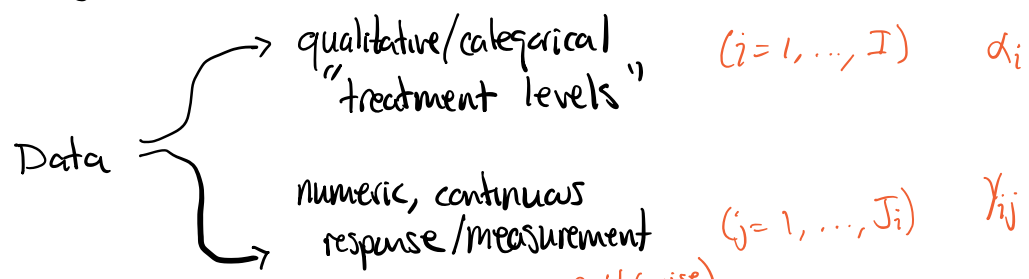 qualitative/categorical (i = 1, ..., I) αi
"treatment levels"
Data
numeric, continuous
response/measurement (j = 1, ..., Ji) Yij